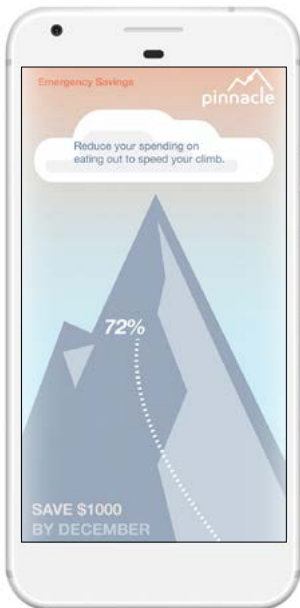 Emergency Savings
pinnacle
Reduce your spending on
eating out to speed your climb.
72%
SAVE $1000
BY DECEMBER